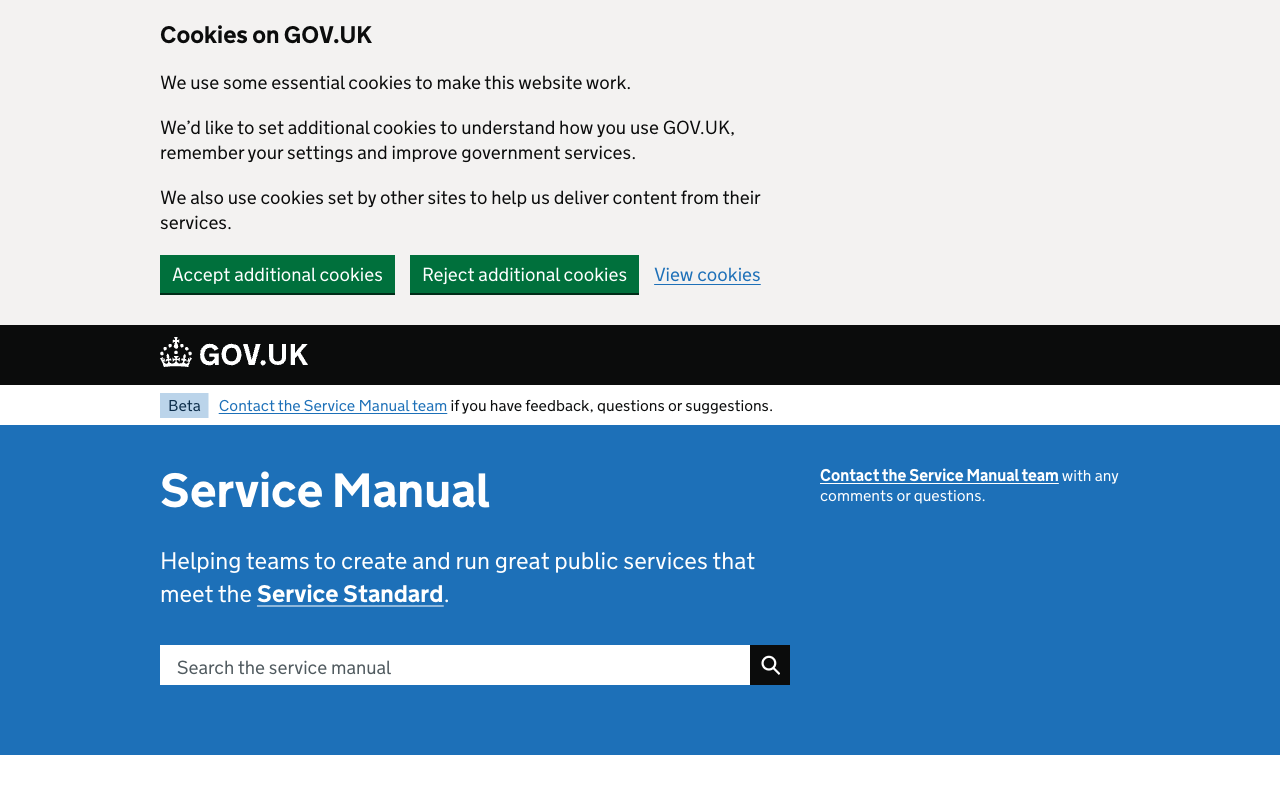 Cookies on GOV.UK
We use some essential cookies to make this website work.
We’d like to set additional cookies to understand how you use GOV.UK,
remember your settings and improve government services.
We also use cookies set by other sites to help us deliver content from their
services.
Accept additional cookies
Reject additional cookies
View cookies
GOV.UK
Beta
Contact the Service Manual team if you have feedback, questions or suggestions.
Service Manual
Helping teams to create and run great public services that
meet the Service Standard.
Search the service manual
Contact the Service Manual team with any
comments or questions.